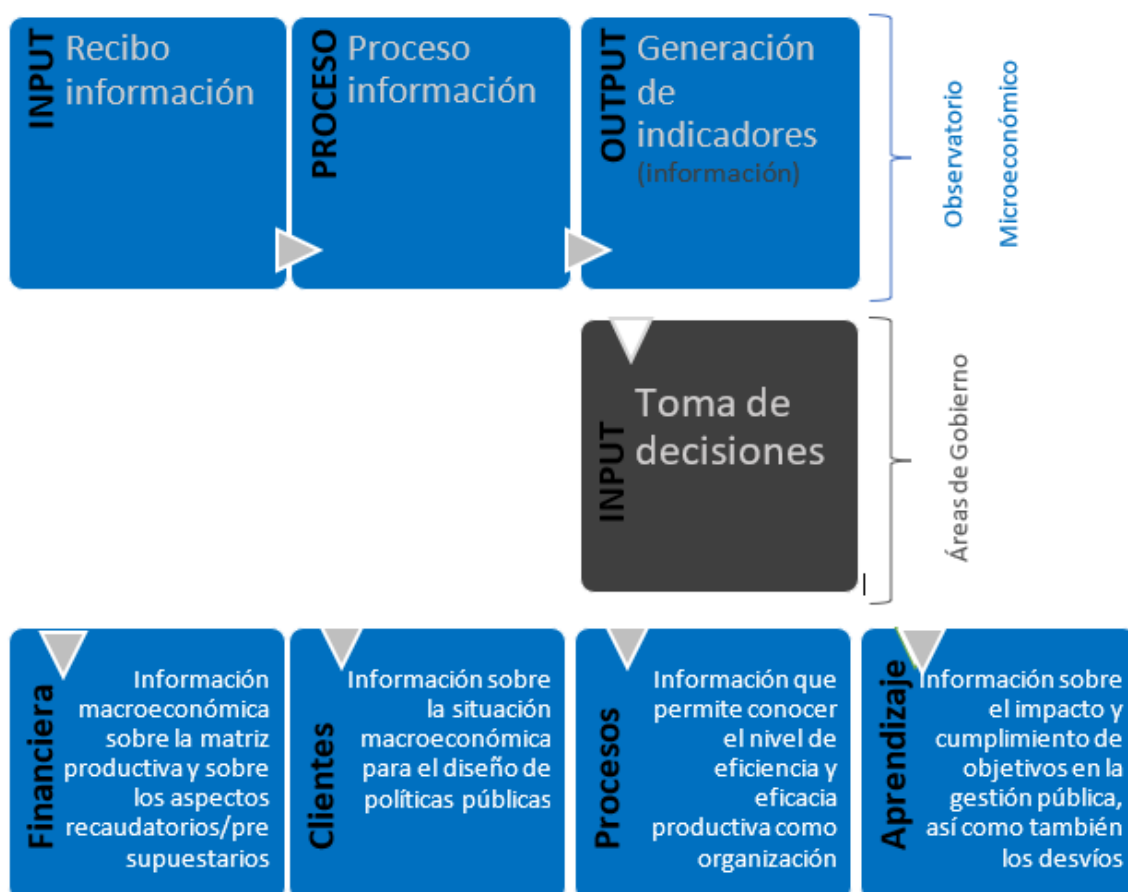 INPUT
Recibo
información
PROCESO
Proceso
información
OUTPUT
Generación
de
indicadores
(información)
Observatorio
Microeconómico
INPUT
Toma de
decisiones
Áreas de Gobierno
Financiera
Información
macroeconómica
sobre la matriz
productiva y sobre
los aspectos
recaudatorios/pre
supuestarios
Clientes
Información sobre
la situación
macroeconómica
para el diseño de
políticas públicas
Procesos
Información que
permite conocer
el nivel de
eficiencia y
eficacia
productiva como
organización
Aprendizaje
Información sobre
el impacto y
cumplimiento de
objetivos en la
gestión pública,
así como también
los desvíos